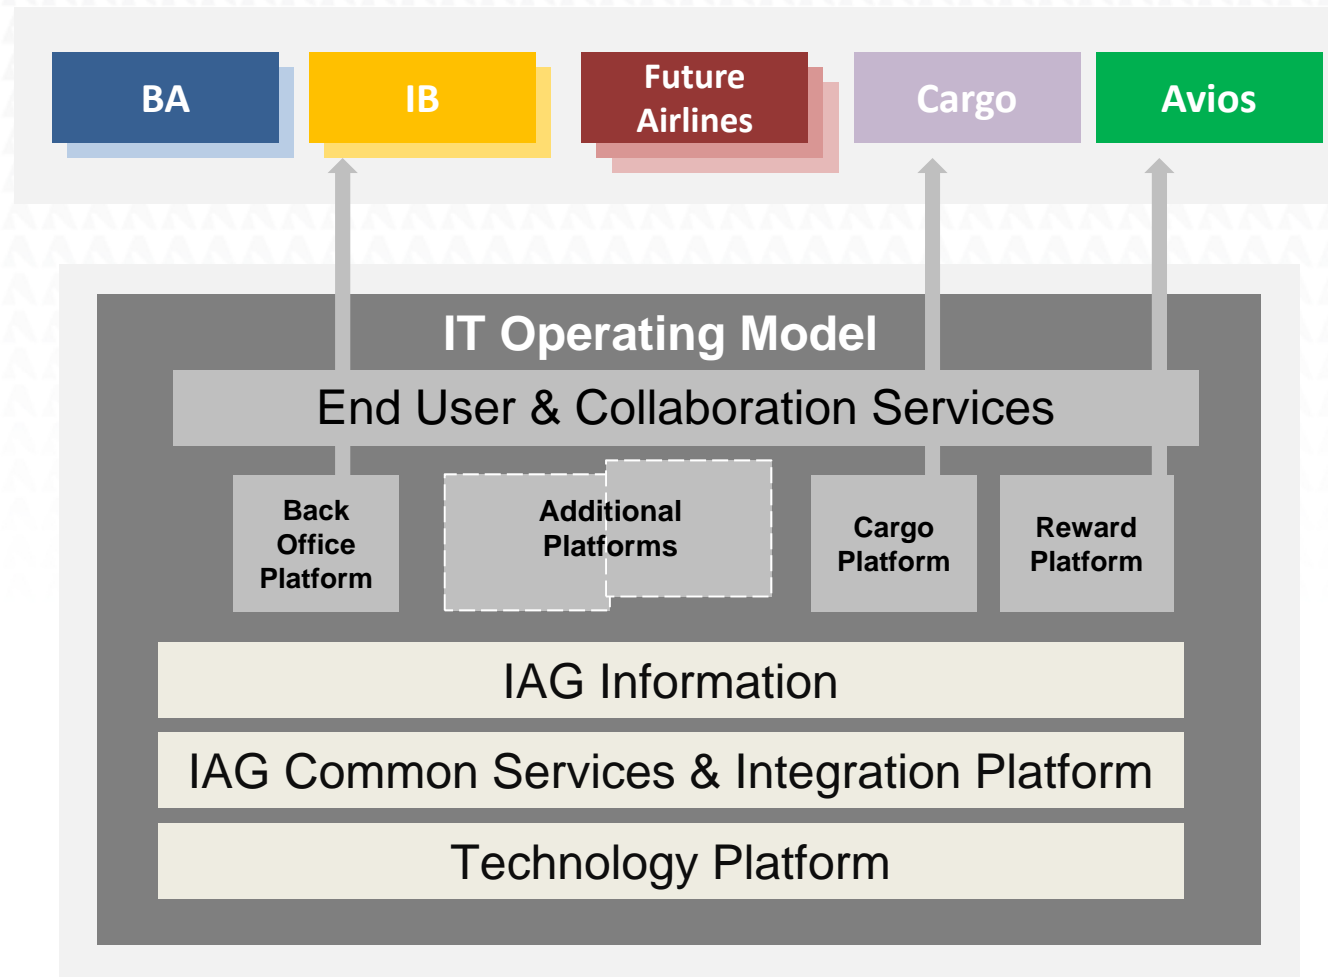 BA
IB
Future
Airlines
Cargo
Avios
IT Operating Model
End User & Collaboration Services
Back
Office
Platform
Additional
Platforms
Cargo
Platform
Reward
Platform
IAG Information
IAG Common Services & Integration Platform
Technology Platform